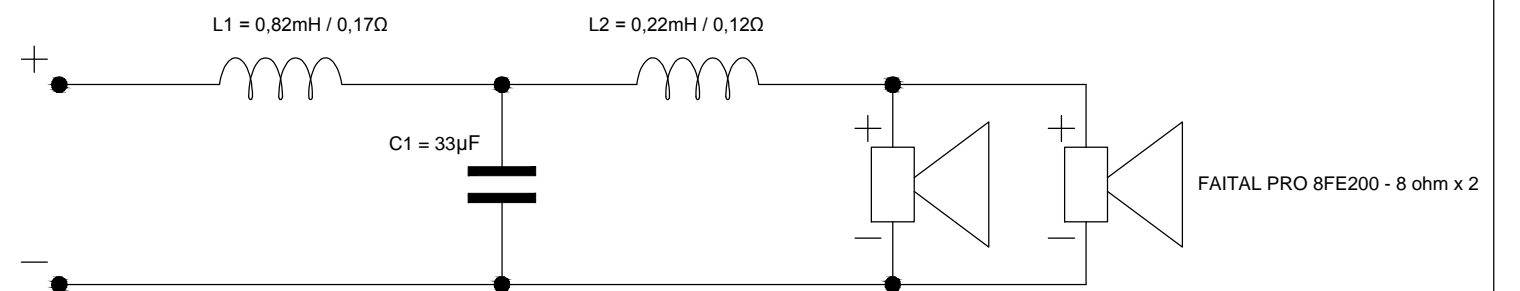 L1 = 0,82mH / 0,17Ω
L2 = 0,22mH / 0,12Ω
+
C1 = 33µF
+
+
FAITAL PRO 8FE200 - 8 ohm x 2
—
—
—